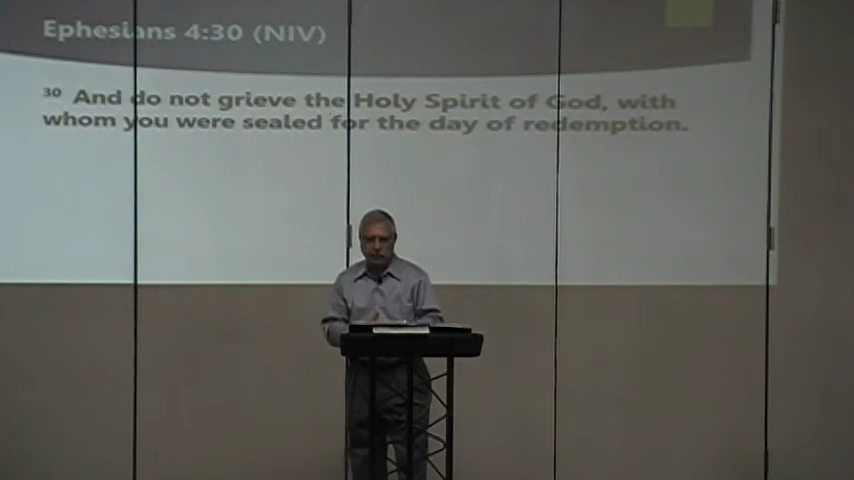 Ephesians 4:30 (NIV)
30 And do not grieve the Holy Spirit of God, with
whom you were sealed for the day of redemption.